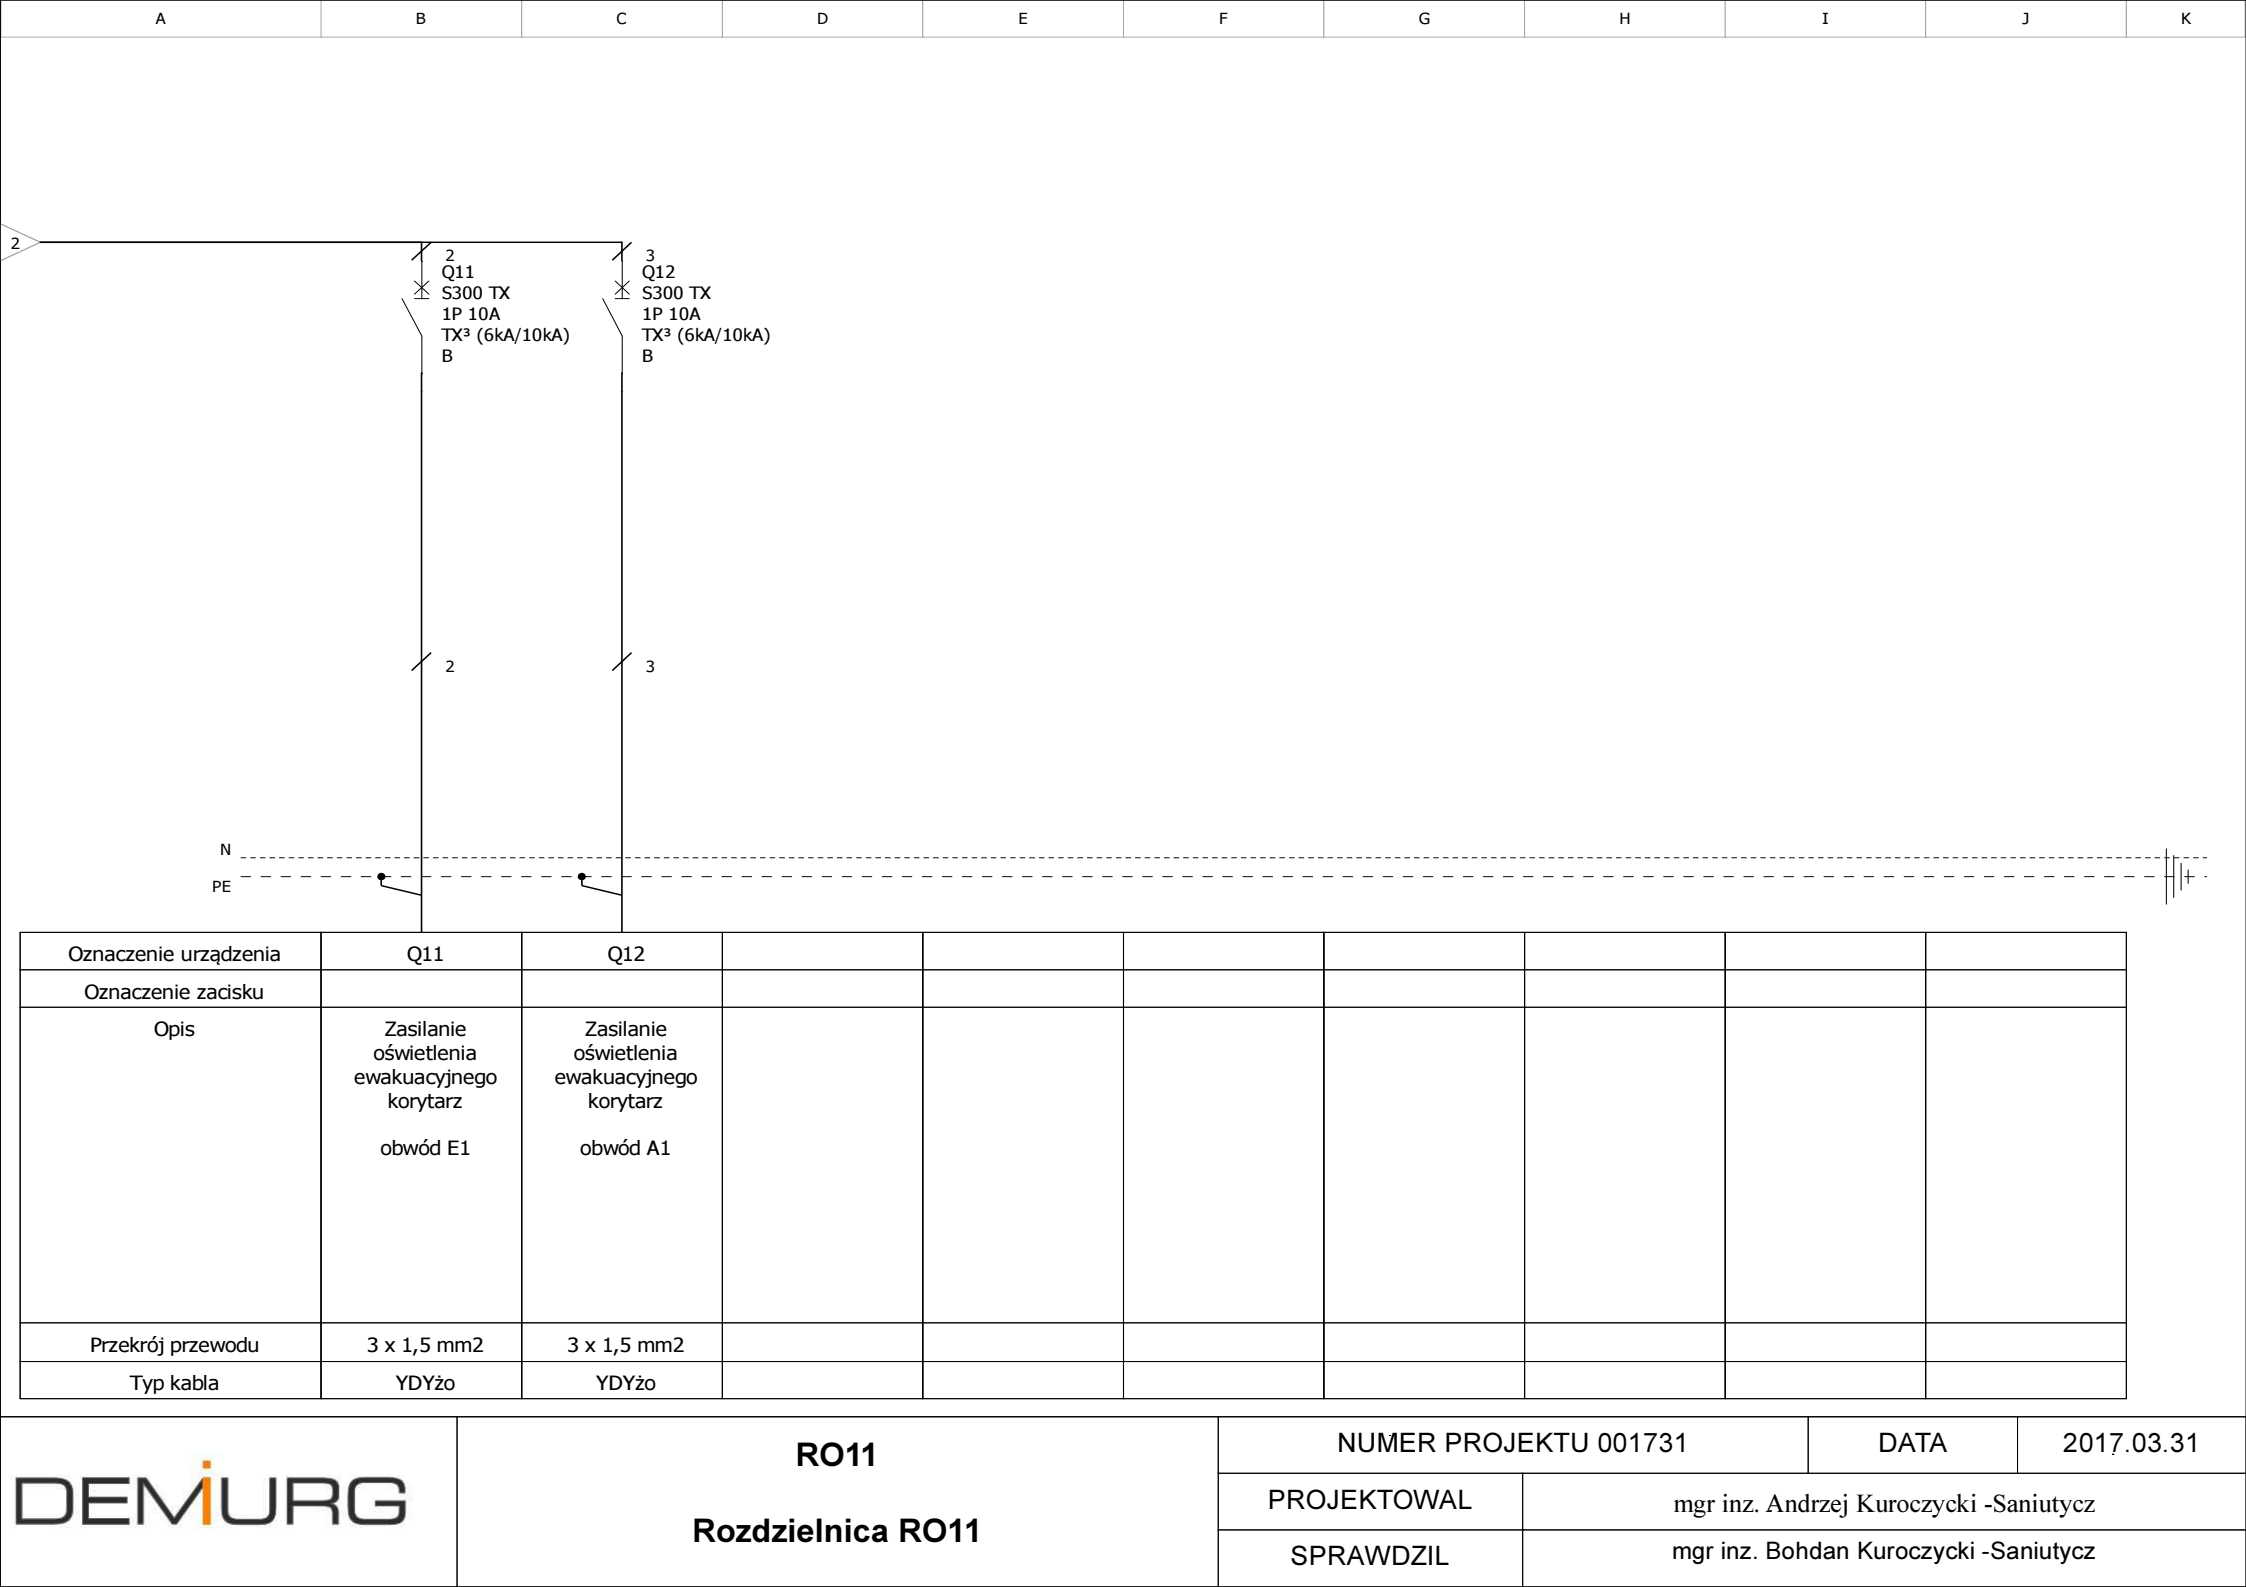 A B C D E F G H I J K
2
2
Q11
S300 TX
1P 10A
TX³ (6kA/10kA)
B
3
Q12
S300 TX
1P 10A
TX³ (6kA/10kA)
B
2
3
N
PE
Oznaczenie urządzenia Q11 Q12
Oznaczenie zacisku
Opis
Zasilanie
oświetlenia
ewakuacyjnego
korytarz
obwód E1
Zasilanie
oświetlenia
ewakuacyjnego
korytarz
obwód A1
Przekrój przewodu 3 x 1,5 mm2 3 x 1,5 mm2
Typ kabla YDYżo YDYżo
DEMiURG
RO11
Rozdzielnica RO11
NUMER PROJEKTU 001731 DATA 2017.03.31
PROJEKTOWAL mgr inz. Andrzej Kuroczycki -Saniutycz
SPRAWDZIL mgr inz. Bohdan Kuroczycki -Saniutycz